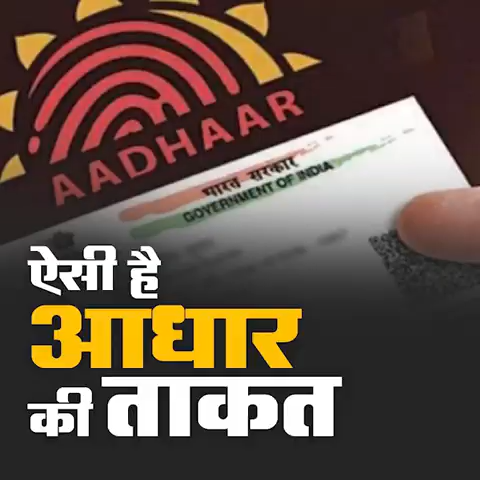 AADHAAR
भारत सरकार
GOVERNMENT OF INDIA
ऐसी है
आधार
की ताकत